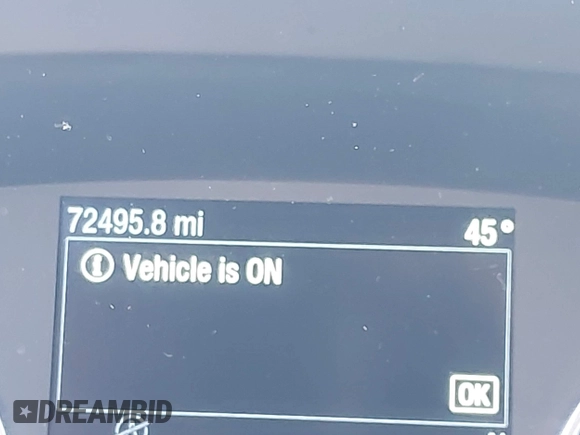 72495.8 mi
45°
Vehicle is ON
OK
DREAMBID